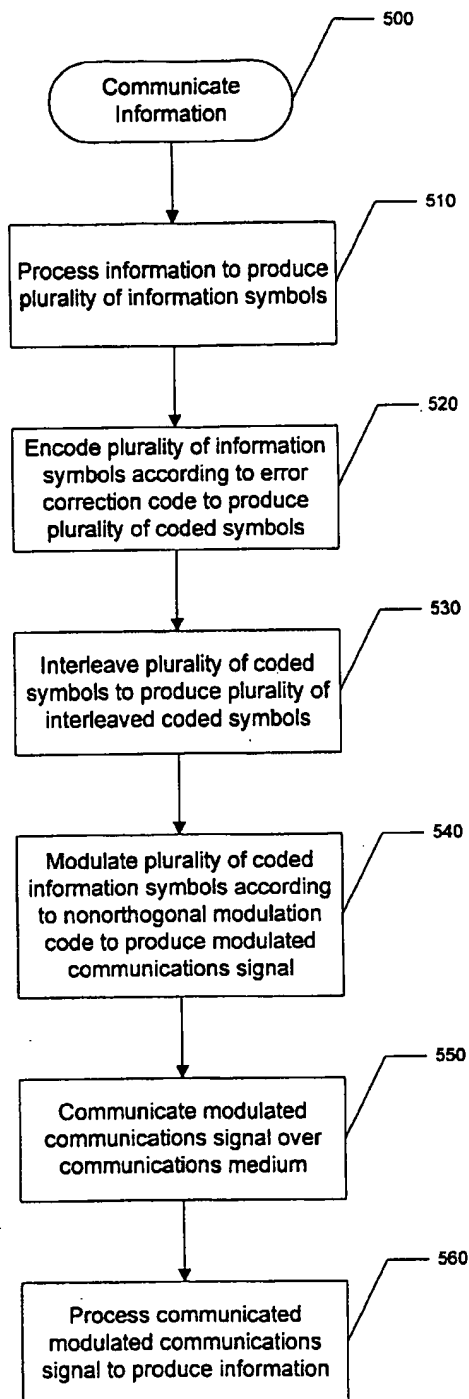 500
Communicate
Information
510
Process information to produce
plurality of information symbols
520
Encode plurality of information
symbols according to error
correction code to produce
plurality of coded symbols
530
Interleave plurality of coded
symbols to produce plurality of
interleaved coded symbols
540
Modulate plurality of coded
information symbols according
to nonorthogonal modulation
code to produce modulated
communications signal
550
Communicate modulated
communications signal over
communications medium
560
Process communicated
modulated communications
signal to produce information